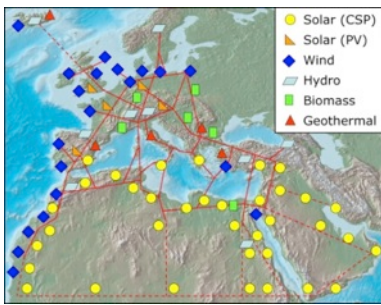 Solar (CSP)
Solar (PV)
Wind
Hydro
Biomass
Geothermal